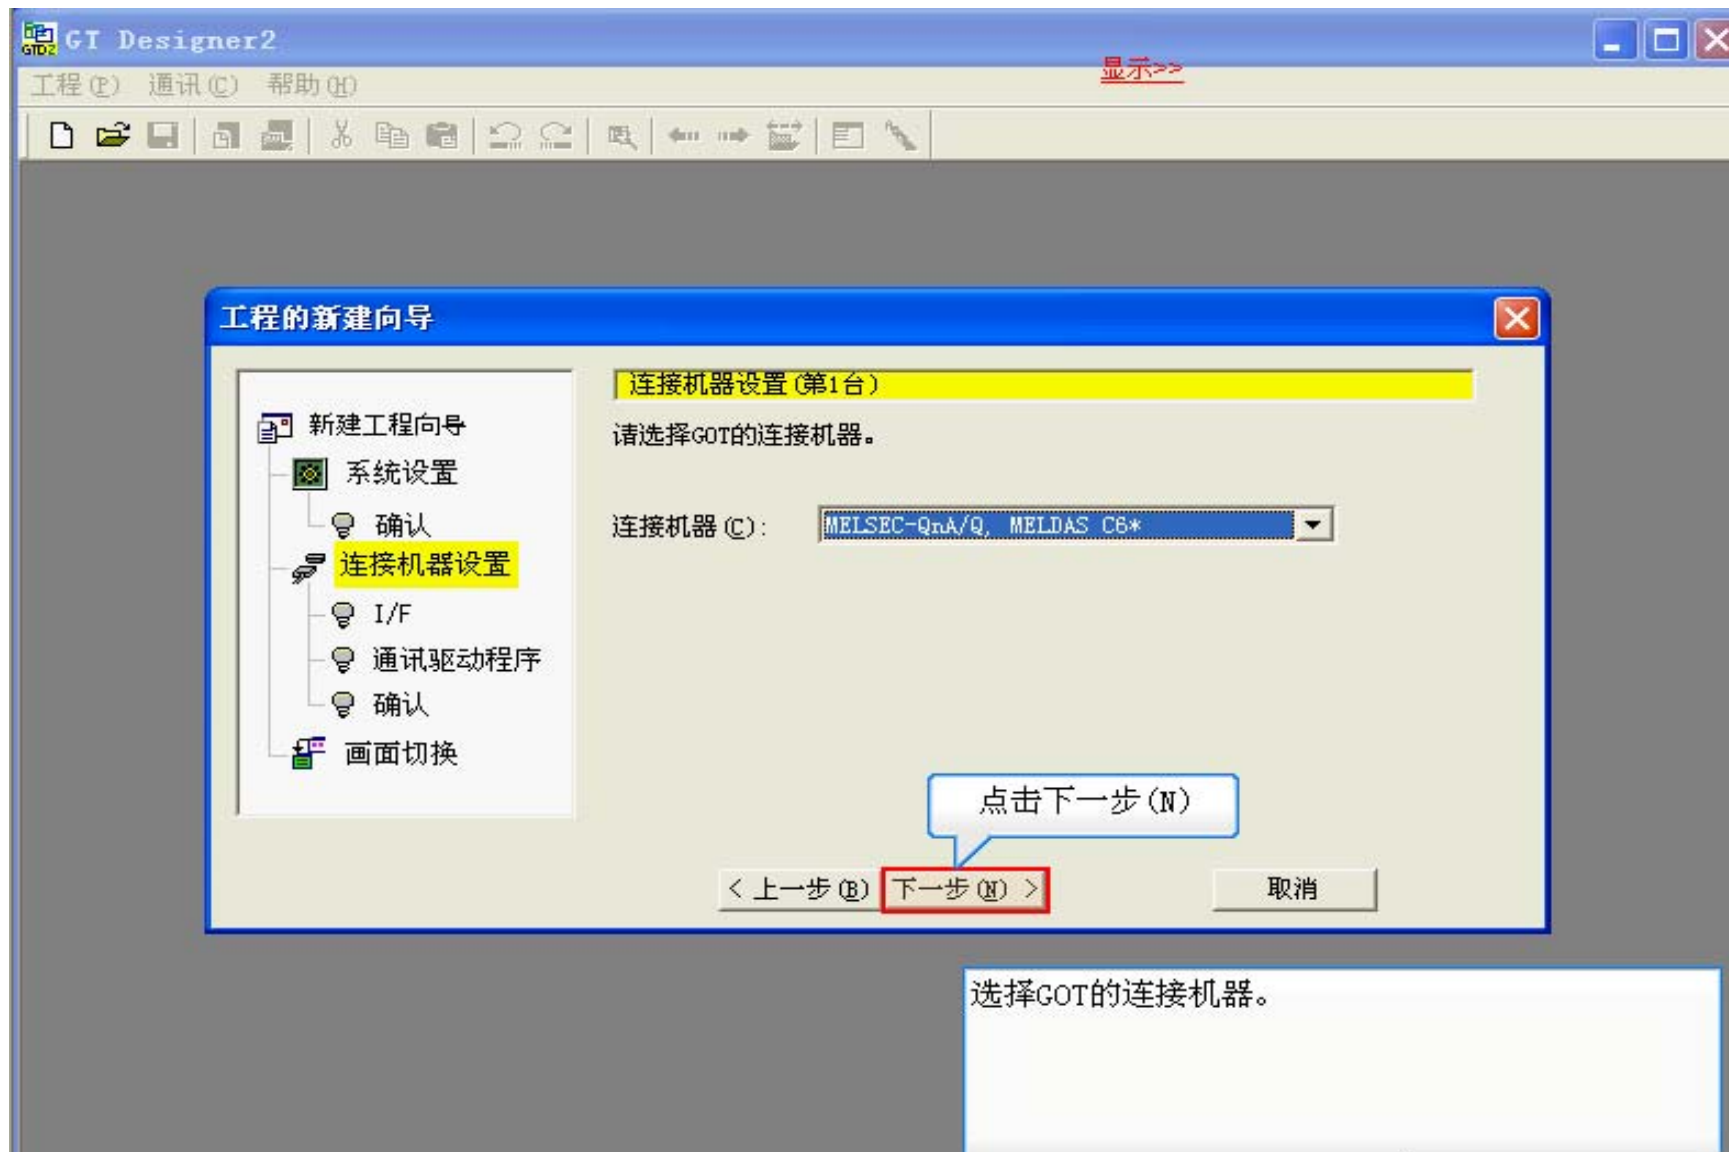 GT Designer2
工程(P) 通讯(C) 帮助(H)
显示>>
工程的新建向导
新建工程向导
系统设置
确认
连接机器设置
I/F
通讯驱动程序
确认
画面切换
连接机器设置(第1台)
请选择GOT的连接机器。
连接机器(C): MELSEC-QnA/Q, MELDAS C6*
点击下一步(N)
< 上一步(B) 下一步(N) > 取消
选择GOT的连接机器。